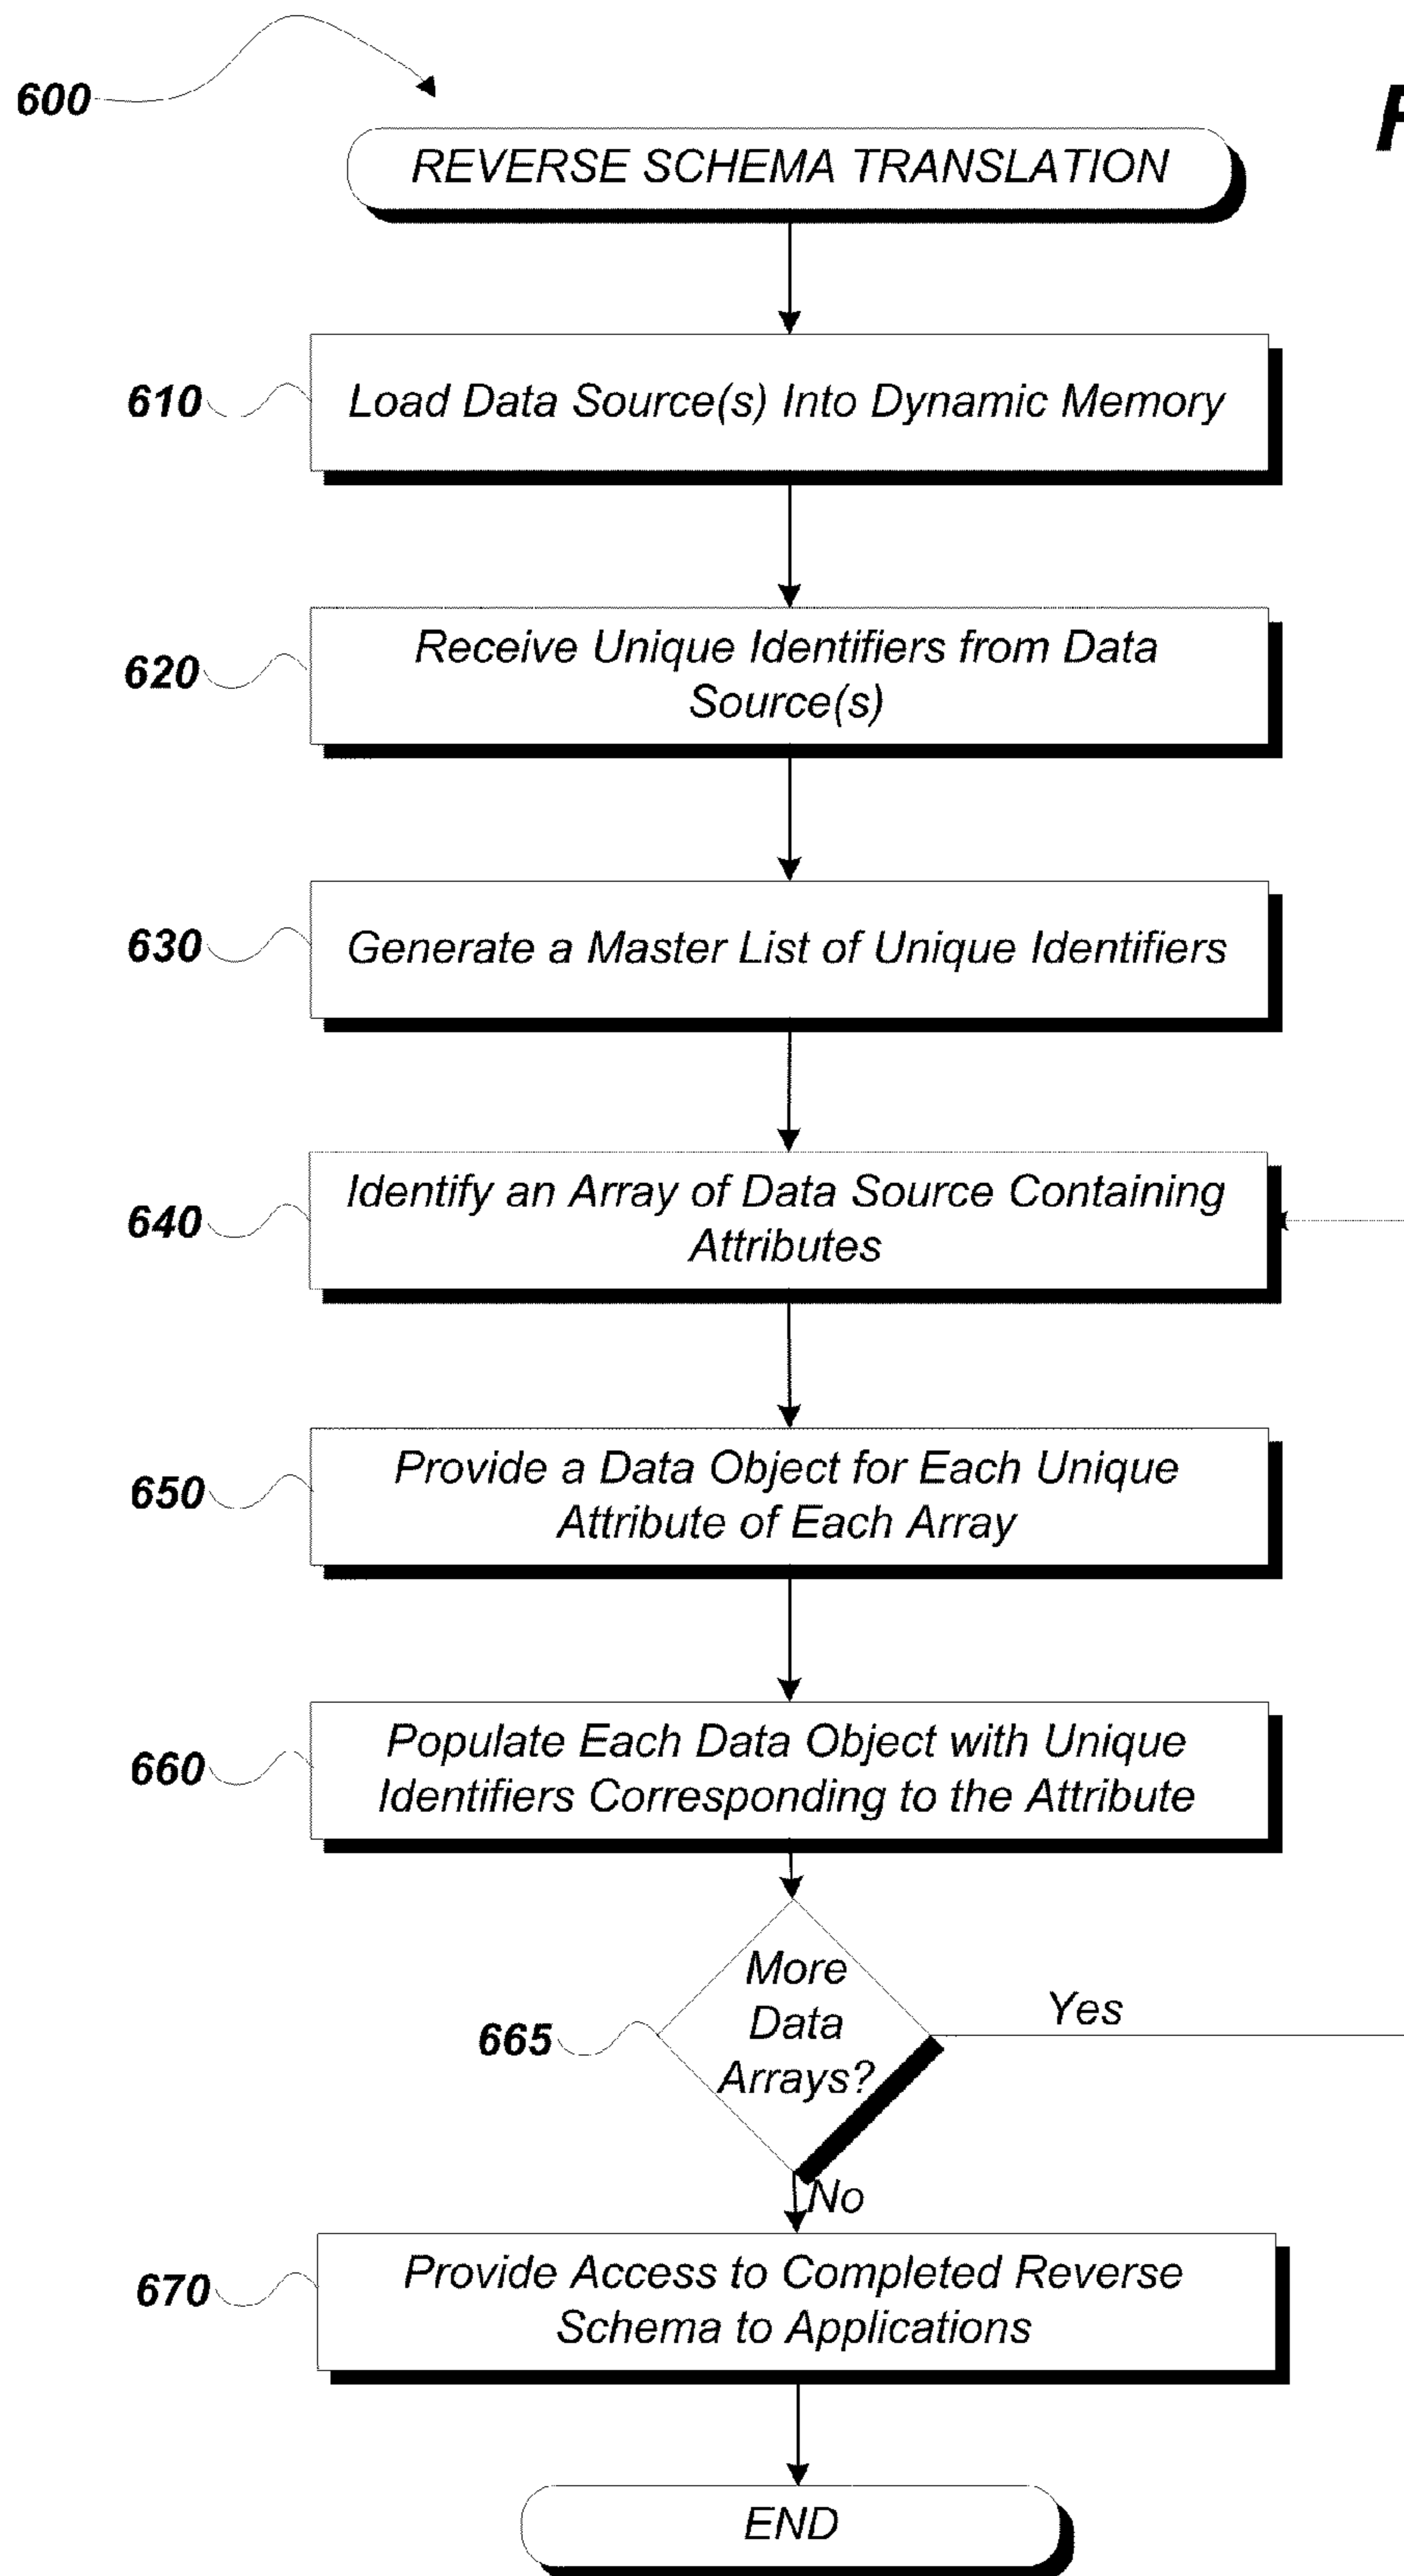 600
REVERSE SCHEMA TRANSLATION
610
Load Data Source(s) Into Dynamic Memory
620
Receive Unique Identifiers from Data
Source(s)
630
Generate a Master List of Unique Identifiers
640
Identify an Array of Data Source Containing
Attributes
650
Provide a Data Object for Each Unique
Attribute of Each Array
660
Populate Each Data Object with Unique
Identifiers Corresponding to the Attribute
665
More
Data
Arrays?
Yes
No
670
Provide Access to Completed Reverse
Schema to Applications
END